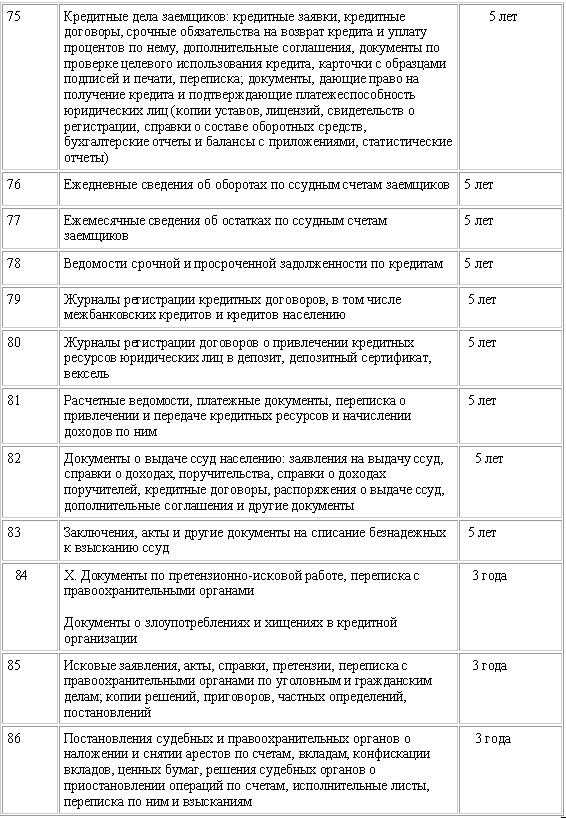 75 Кредитные дела заемщиков: кредитные заявки, кредитные 5 лет
договоры, срочные обязательства на возврат кредита и уплату
процентов по нему, дополнительные соглашения, документы по
проверке целевого использования кредита, карточки с образцами
подписей и печати, переписка; документы, дающие право на
получение кредита и подтверждающие платежеспособность
юридических лиц (копии уставов, лицензий, свидетельств о
регистрации, справки о составе оборотных средств,
бухгалтерские отчеты и балансы с приложениями, статистические
отчеты)
76 Ежедневные сведения об оборотах по ссудным счетам заемщиков 5 лет
77 Ежемесячные сведения об остатках по ссудным счетам 5 лет
заемщиков
78 Ведомости срочной и просроченной задолженности по кредитам 5 лет
79 Журналы регистрации кредитных договоров, в том числе 5 лет
межбанковских кредитов и кредитов населению
80 Журналы регистрации договоров о привлечении кредитных 5 лет
ресурсов юридических лиц в депозит, депозитный сертификат,
вексель
81 Расчетные ведомости, платежные документы, переписка о 5 лет
привлечении и передаче кредитных ресурсов и начислении
доходов по ним
82 Документы о выдаче ссуд населению: заявления на выдачу ссуд, 5 лет
справки о доходах, поручительства, справки о доходах
поручителей, кредитные договоры, распоряжения о выдаче ссуд,
дополнительные соглашения и другие документы
83 Заключения, акты и другие документы на списание безнадежных 5 лет
к взысканию ссуд
84 X. Документы по претензионно-исковой работе, переписка с 3 года
правоохранительными органами
Документы о злоупотреблениях и хищениях в кредитной
организации
85 Исковые заявления, акты, справки, претензии, переписка с 3 года
правоохранительными органами по уголовным и гражданским
делам; копии решений, приговоров, частных определений,
постановлений
86 Постановления судебных и правоохранительных органов о 3 года
наложении и снятии арестов по счетам, вкладам, конфискации
вкладов, ценных бумаг, решения судебных органов о
приостановлении операций по счетам, исполнительные листы,
переписка по ним и взысканиям